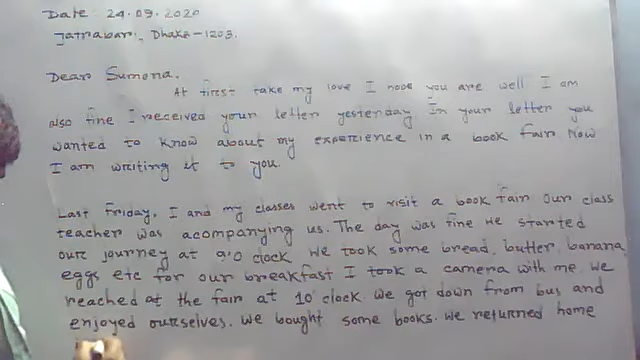 Date: 24.09.2020
Jatrabari, Dhaka-1203.
Dear Sumona.
At first take my love I hope you are well I am
also fine I received your letter yesterday. In your letter you
wanted to know about my experience in a book fair Now
I am writing it to you.
Last Friday, I and my classes went to visit a book fair our class
teacher was acompanying us. The day was fine He started
our journey at 9'0 clock We took some bread, butter, banana
eggs etc for our breakfast I took a camera with me We
reached at the fair at 10' clock We got down from bus and
enjoyed ourselves. We bought some books. We returned home